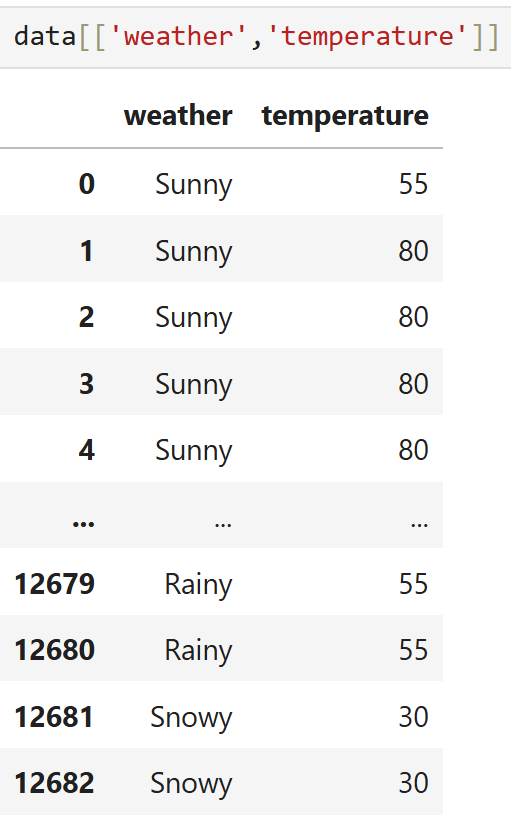 data[['weather','temperature']]
weather temperature
0 Sunny 55
1 Sunny 80
2 Sunny 80
3 Sunny 80
4 Sunny 80
... ... ...
12679 Rainy 55
12680 Rainy 55
12681 Snowy 30
12682 Snowy 30